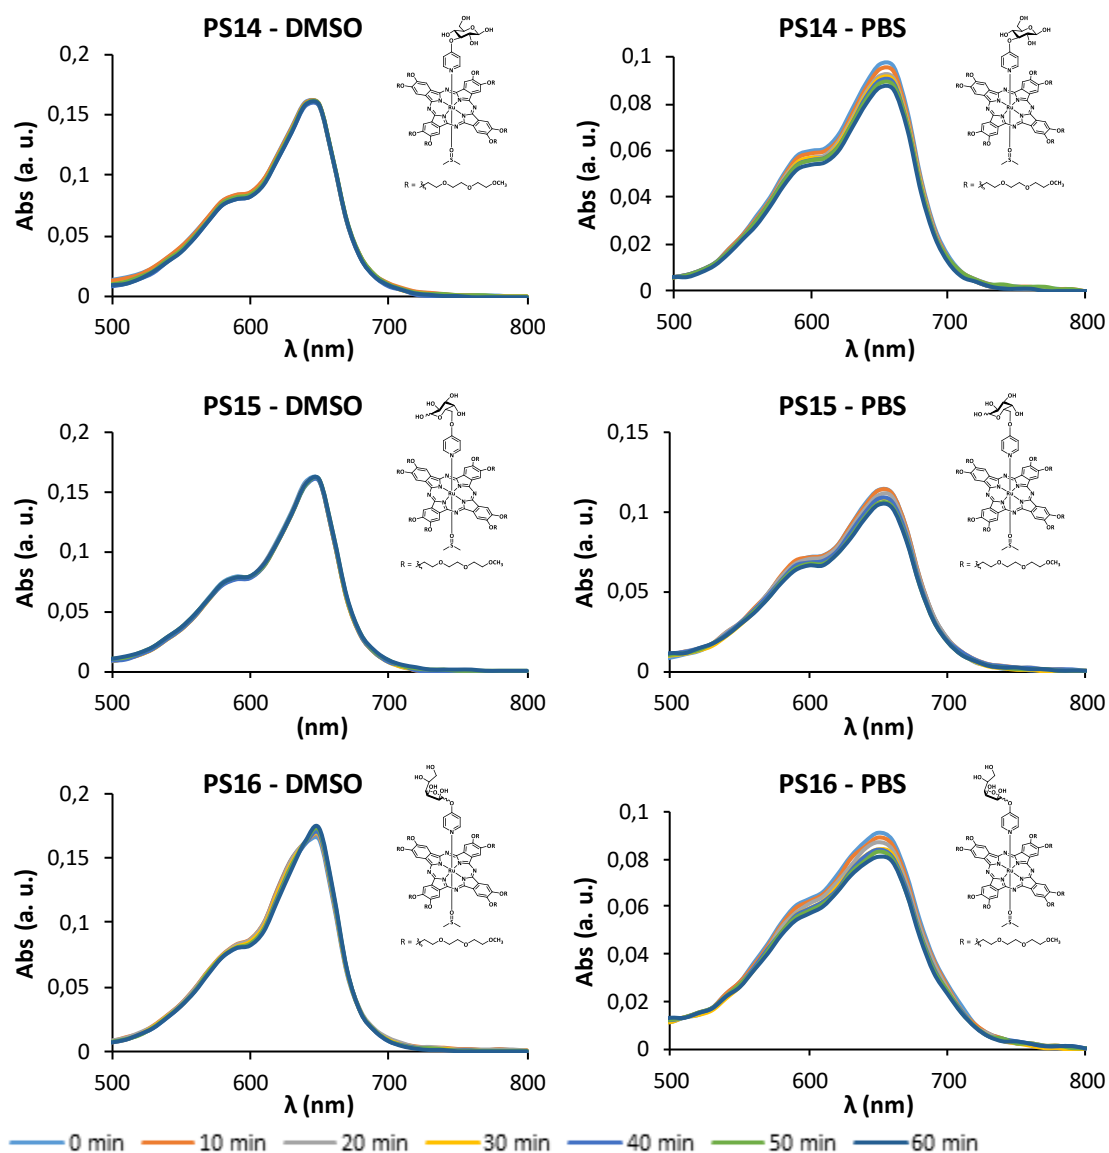 PS14 - DMSO
Abs (a. u.)
0,2
0,15
0,1
0,05
0
500 600 700 800
λ (nm)
R = O O OCH3
PS14 - PBS
Abs (a. u.)
0,1
0,08
0,06
0,04
0,02
0
500 600 700 800
λ (nm)
R = O O OCH3
PS15 - DMSO
Abs (a. u.)
0,2
0,15
0,1
0,05
0
500 600 700 800
(nm)
R = O O OCH3
PS15 - PBS
Abs (a. u.)
0,15
0,1
0,05
0
500 600 700 800
λ (nm)
R = O O OCH3
PS16 - DMSO
Abs (a. u.)
0,2
0,15
0,1
0,05
0
500 600 700 800
λ (nm)
R = O O OCH3
PS16 - PBS
Abs (a. u.)
0,1
0,08
0,06
0,04
0,02
0
500 600 700 800
λ (nm)
R = O O OCH3
0 min 10 min 20 min 30 min 40 min 50 min 60 min